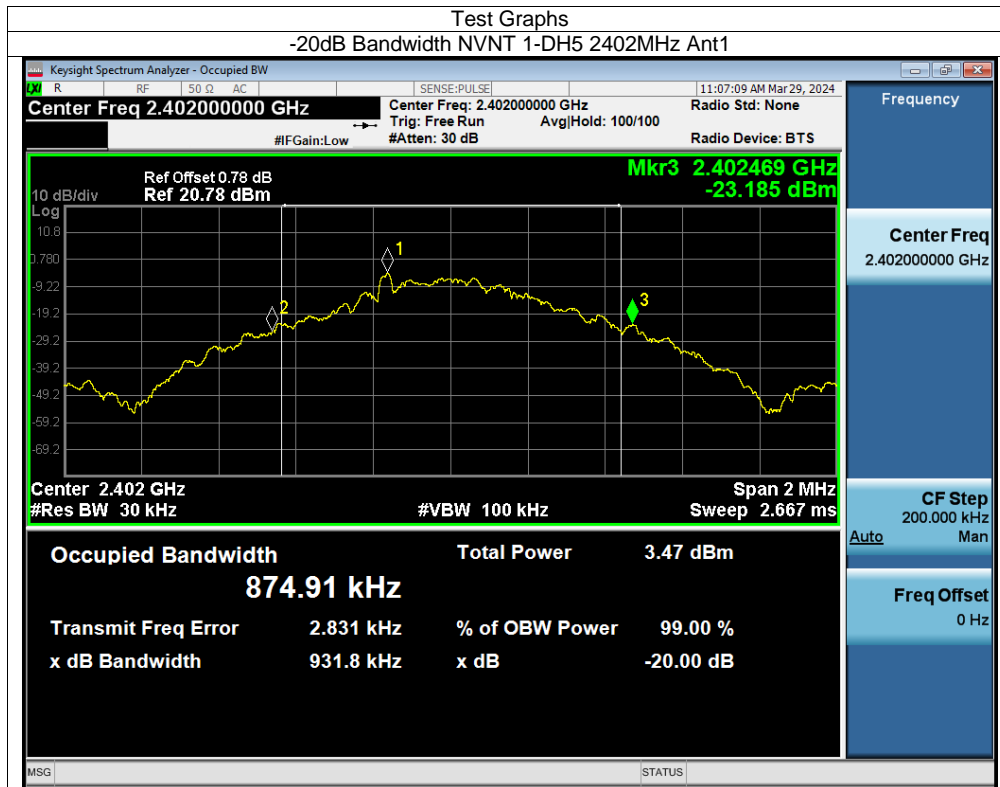 Test Graphs
-20dB Bandwidth NVNT 1-DH5 2402MHz Ant1
Keysight Spectrum Analyzer - Occupied BW
LXI R RF 50 Ω AC SENSE:PULSE 11:07:09 AM Mar 29, 2024
Center Freq 2.402000000 GHz
Center Freq: 2.402000000 GHz Radio Std: None
Trig: Free Run Avg|Hold: 100/100
#IFGain:Low #Atten: 30 dB Radio Device: BTS
Mkr3 2.402469 GHz
-23.185 dBm
Ref Offset 0.78 dB
10 dB/div Ref 20.78 dBm
Log
10.8
0.780
-9.22
-19.2
-29.2
-39.2
-49.2
-59.2
-69.2
1
2
3
Center 2.402 GHz Span 2 MHz
#Res BW 30 kHz #VBW 100 kHz Sweep 2.667 ms
Occupied Bandwidth Total Power 3.47 dBm
874.91 kHz
Transmit Freq Error 2.831 kHz % of OBW Power 99.00 %
x dB Bandwidth 931.8 kHz x dB -20.00 dB
Frequency
Center Freq
2.402000000 GHz
CF Step
200.000 kHz
Auto Man
Freq Offset
0 Hz
MSG STATUS